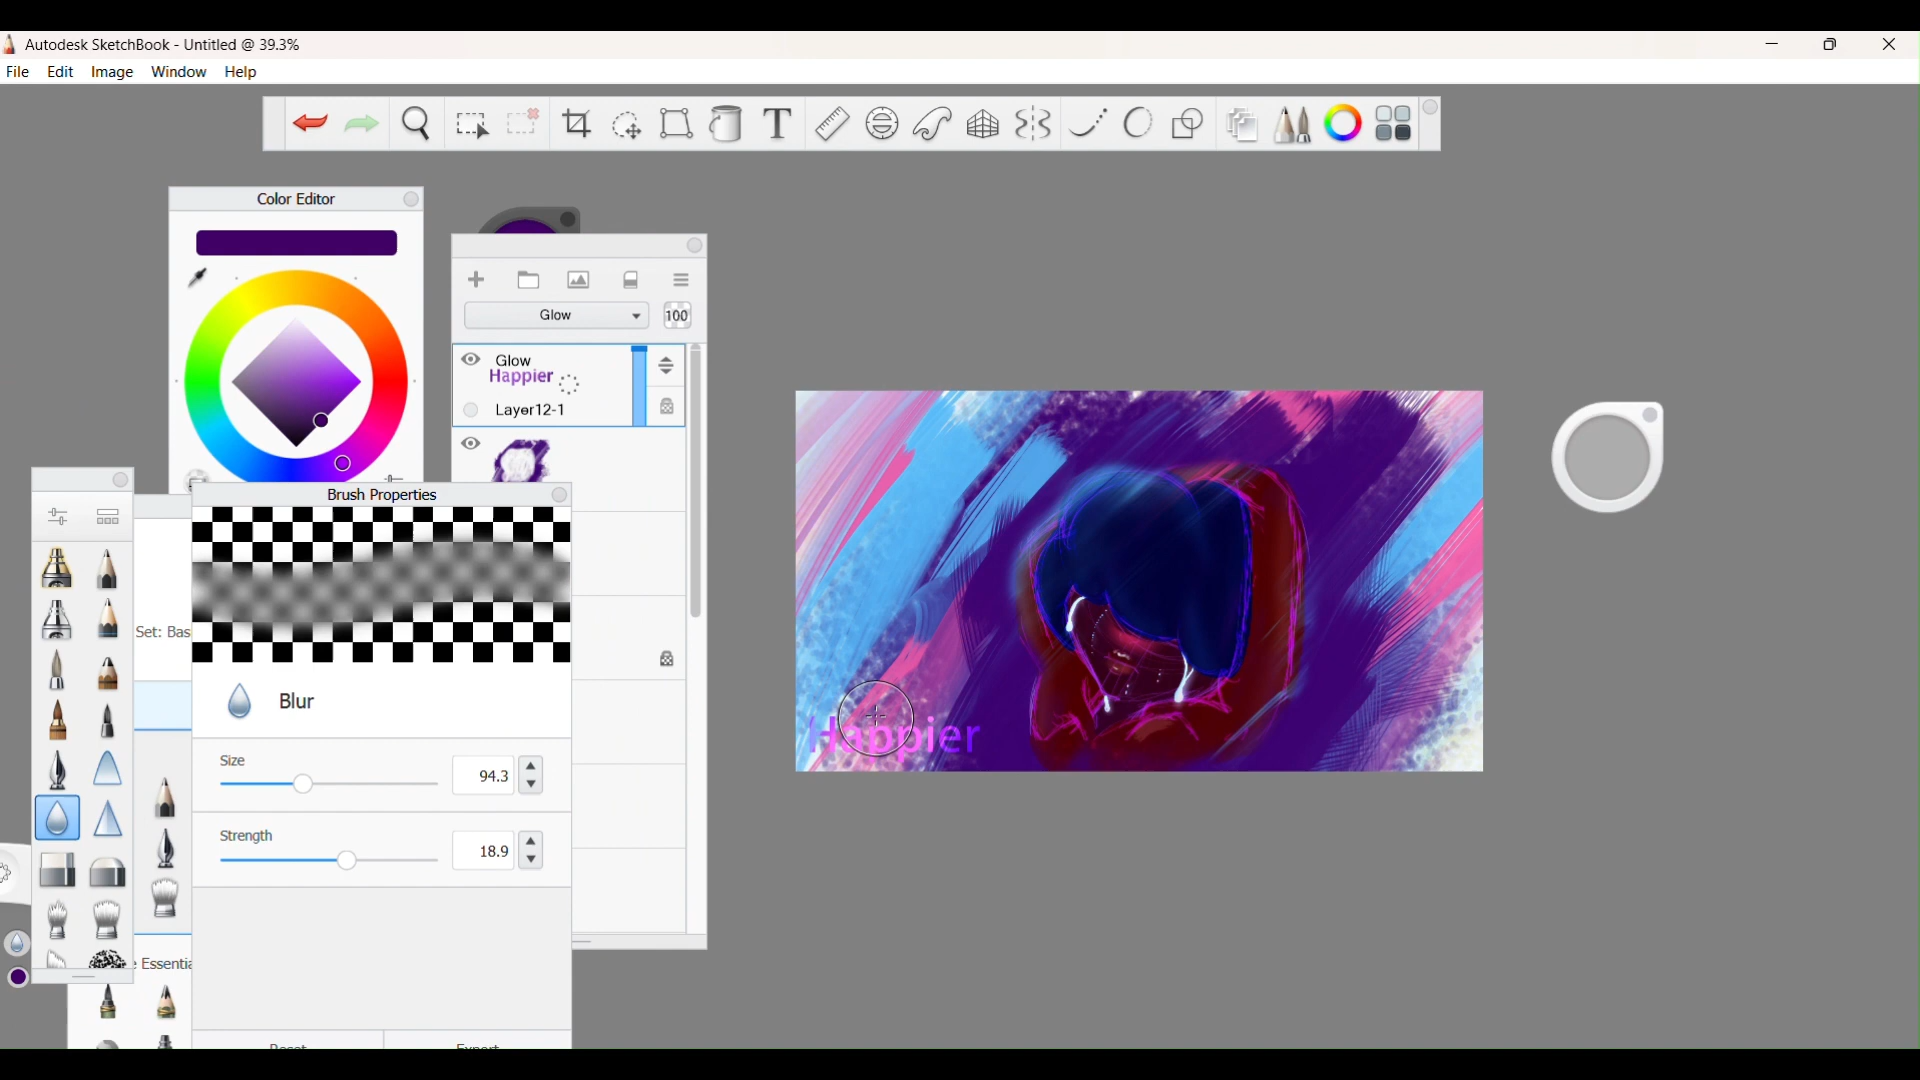 Autodesk SketchBook - Untitled @ 39.3%
File Edit Image Window Help
T
Color Editor
Glow
100
Glow
Happier
Layer12-1
Brush Properties
Set: Bas
Blur
Size
94.3
Strength
18.9
Happier
Essentia